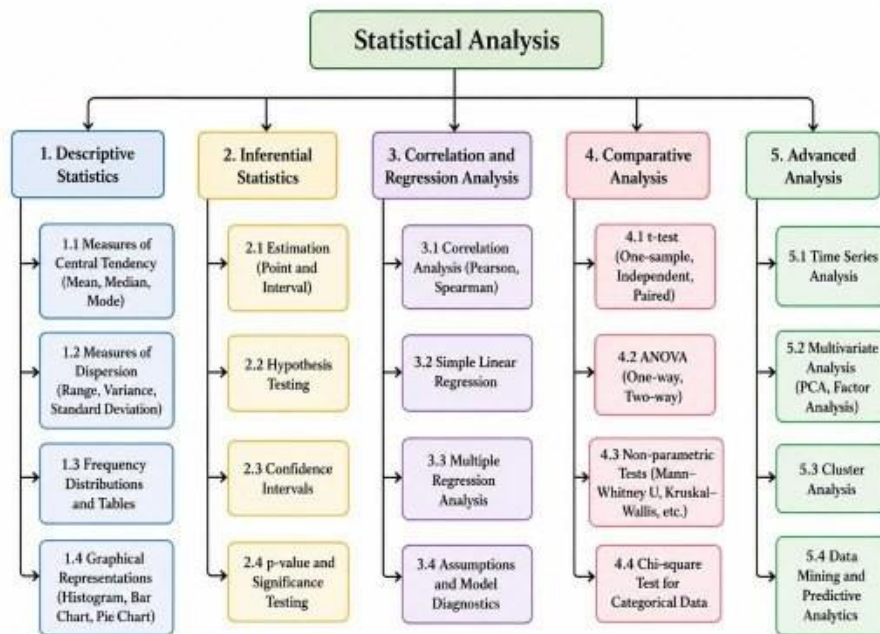 Statistical Analysis
1. Descriptive
Statistics
1.1 Measures of
Central Tendency
(Mean, Median,
Mode)
1.2 Measures of
Dispersion
(Range, Variance,
Standard Deviation)
1.3 Frequency
Distributions
and Tables
1.4 Graphical
Representations
(Histogram, Bar
Chart, Pie Chart)
2. Inferential
Statistics
2.1 Estimation
(Point and
Interval)
2.2 Hypothesis
Testing
2.3 Confidence
Intervals
2.4 p-value and
Significance
Testing
3. Correlation and
Regression Analysis
3.1 Correlation
Analysis (Pearson,
Spearman)
3.2 Simple Linear
Regression
3.3 Multiple
Regression
Analysis
3.4 Assumptions
and Model
Diagnostics
4. Comparative
Analysis
4.1 t-test
(One-sample,
Independent,
Paired)
4.2 ANOVA
(One-way,
Two-way)
4.3 Non-parametric
Tests (Mann–
Whitney U, Kruskal–
Wallis, etc.)
4.4 Chi-square
Test for
Categorical Data
5. Advanced
Analysis
5.1 Time Series
Analysis
5.2 Multivariate
Analysis
(PCA, Factor
Analysis)
5.3 Cluster
Analysis
5.4 Data
Mining and
Predictive
Analytics